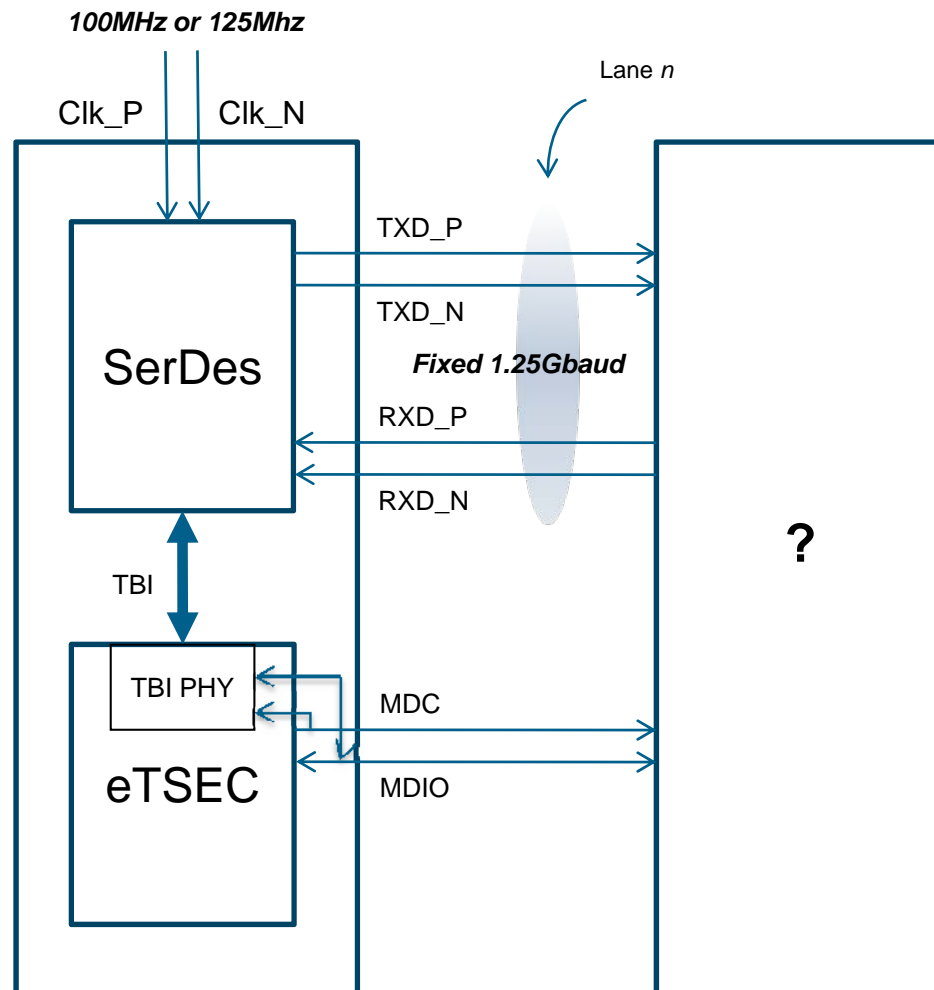 100MHz or 125Mhz
Lane n
Clk_P
Clk_N
TXD_P
TXD_N
SerDes
Fixed 1.25Gbaud
RXD_P
RXD_N
?
TBI
TBI PHY
MDC
eTSEC
MDIO